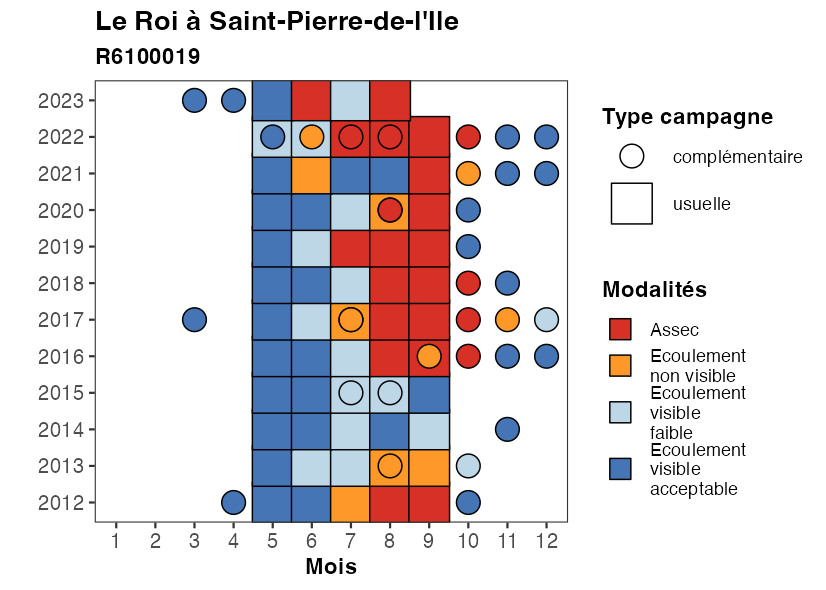 Le Roi à Saint-Pierre-de-l'Ile
R6100019
2023
2022
2021
2020
2019
2018
2017
2016
2015
2014
2013
2012
1 2 3 4 5 6 7 8 9 10 11 12
Mois
Type campagne
complémentaire
usuelle
Modalités
Assec
Ecoulement
non visible
Ecoulement
visible
faible
Ecoulement
visible
acceptable